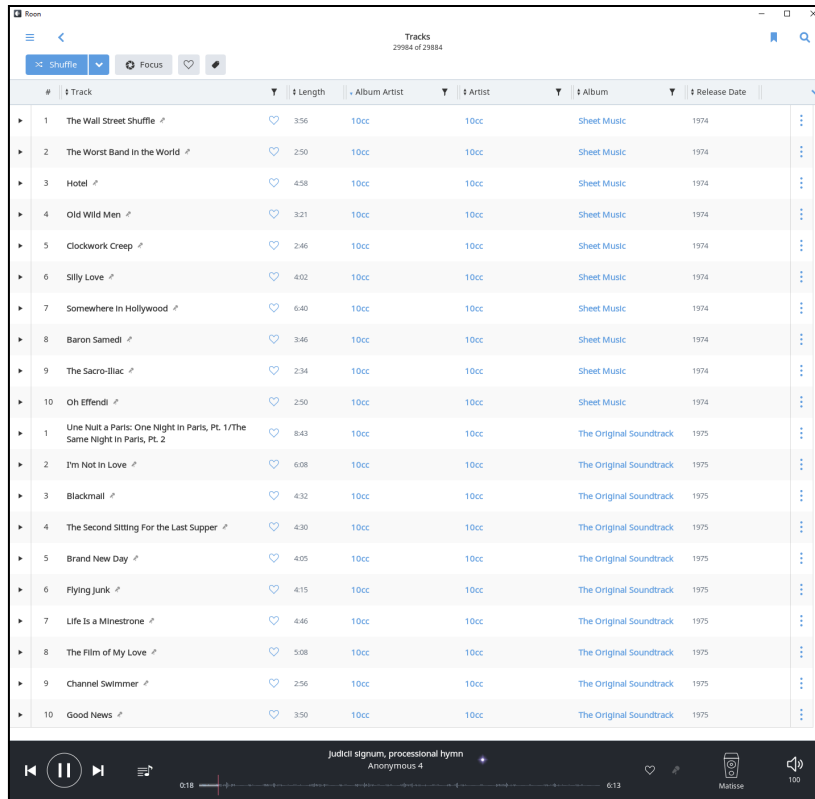 Roon
Tracks
29984 of 29884
Shuffle Focus
# Track Length Album Artist Artist Album Release Date
1 The Wall Street Shuffle 3:56 10cc 10cc Sheet Music 1974
2 The Worst Band in the World 2:50 10cc 10cc Sheet Music 1974
3 Hotel 4:58 10cc 10cc Sheet Music 1974
4 Old Wild Men 3:21 10cc 10cc Sheet Music 1974
5 Clockwork Creep 2:46 10cc 10cc Sheet Music 1974
6 Silly Love 4:02 10cc 10cc Sheet Music 1974
7 Somewhere in Hollywood 6:40 10cc 10cc Sheet Music 1974
8 Baron Samedi 3:46 10cc 10cc Sheet Music 1974
9 The Sacro-Iliac 2:34 10cc 10cc Sheet Music 1974
10 Oh Effendi 2:50 10cc 10cc Sheet Music 1974
1 Une Nuit a Paris: One Night in Paris, Pt. 1/The
Same Night in Paris, Pt. 2 8:43 10cc 10cc The Original Soundtrack 1975
2 I'm Not in Love 6:08 10cc 10cc The Original Soundtrack 1975
3 Blackmail 4:32 10cc 10cc The Original Soundtrack 1975
4 The Second Sitting For the Last Supper 4:30 10cc 10cc The Original Soundtrack 1975
5 Brand New Day 4:05 10cc 10cc The Original Soundtrack 1975
6 Flying Junk 4:15 10cc 10cc The Original Soundtrack 1975
7 Life Is a Minestrone 4:46 10cc 10cc The Original Soundtrack 1975
8 The Film of My Love 5:08 10cc 10cc The Original Soundtrack 1975
9 Channel Swimmer 2:56 10cc 10cc The Original Soundtrack 1975
10 Good News 3:50 10cc 10cc The Original Soundtrack 1975
Judicii signum, processional hymn
Anonymous 4
0:18 6:13 Matisse 100